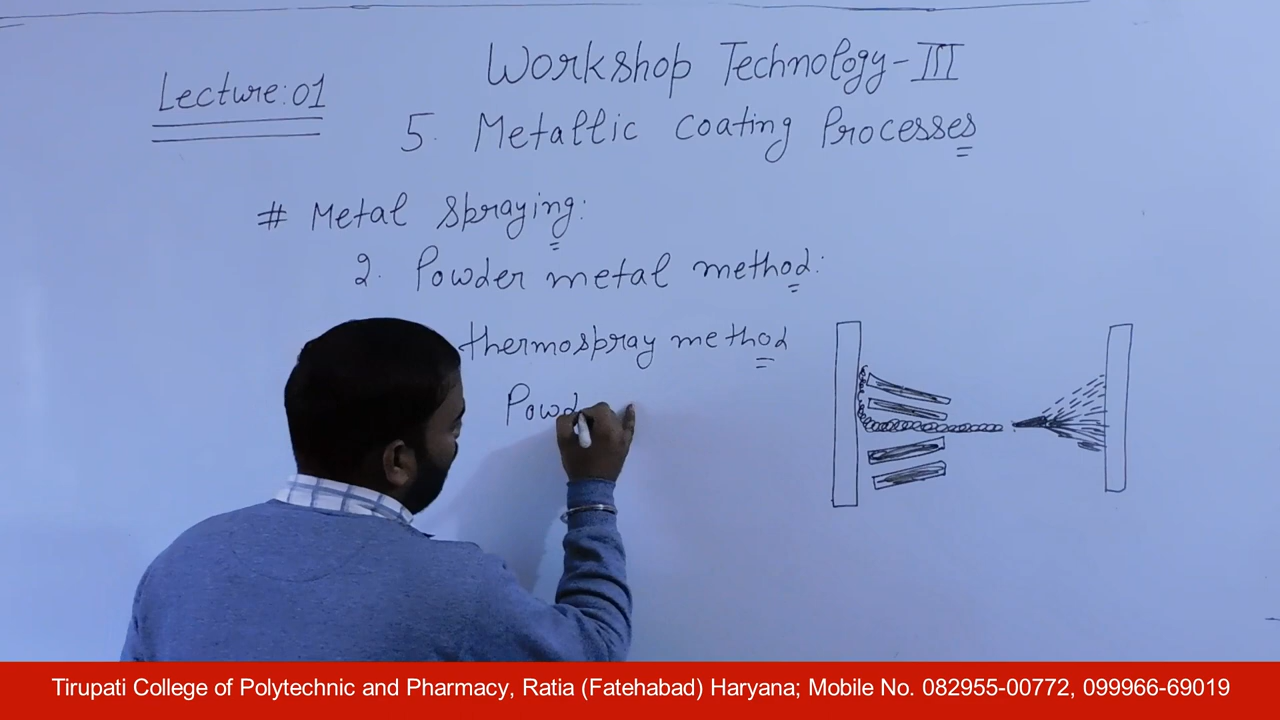 Workshop Technology-III
Lecture:01
5. Metallic Coating Processes
# Metal Spraying:
2. Powder metal method:
thermospray method
Powd
Tirupati College of Polytechnic and Pharmacy, Ratia (Fatehabad) Haryana; Mobile No. 082955-00772, 099966-69019